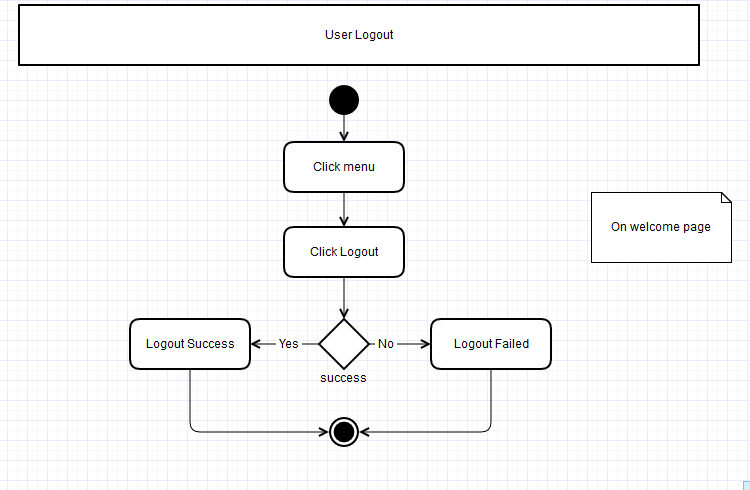 User Logout
Click menu
On welcome page
Click Logout
Logout Success
Yes
No
Logout Failed
success